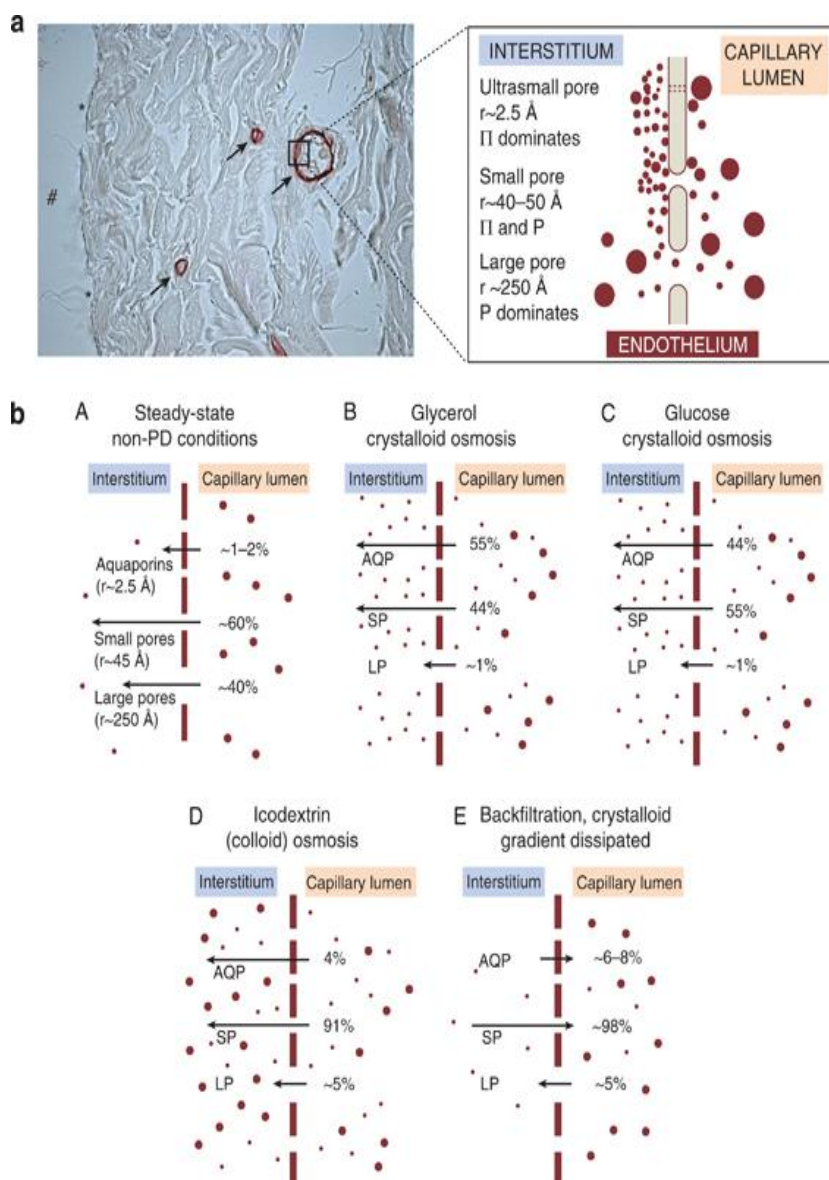 a
#
*
*
INTERSTITIUM
CAPILLARY
LUMEN
Ultrasmall pore
r~2.5 Å
Π dominates
Small pore
r~40–50 Å
Π and P
Large pore
r ~250 Å
P dominates
ENDOTHELIUM
b
A Steady-state
non-PD conditions
Interstitium Capillary lumen
~1–2%
Aquaporins
(r~2.5 Å)
~60%
Small pores
(r~45 Å)
~40%
Large pores
(r~250 Å)
B Glycerol
crystalloid osmosis
Interstitium Capillary lumen
55%
AQP
44%
SP
LP ~1%
C Glucose
crystalloid osmosis
Interstitium Capillary lumen
44%
AQP
55%
SP
LP ~1%
D Icodextrin
(colloid) osmosis
Interstitium Capillary lumen
4%
AQP
91%
SP
LP ~5%
E Backfiltration, crystalloid
gradient dissipated
Interstitium Capillary lumen
AQP ~6–8%
~98%
SP
LP ~5%